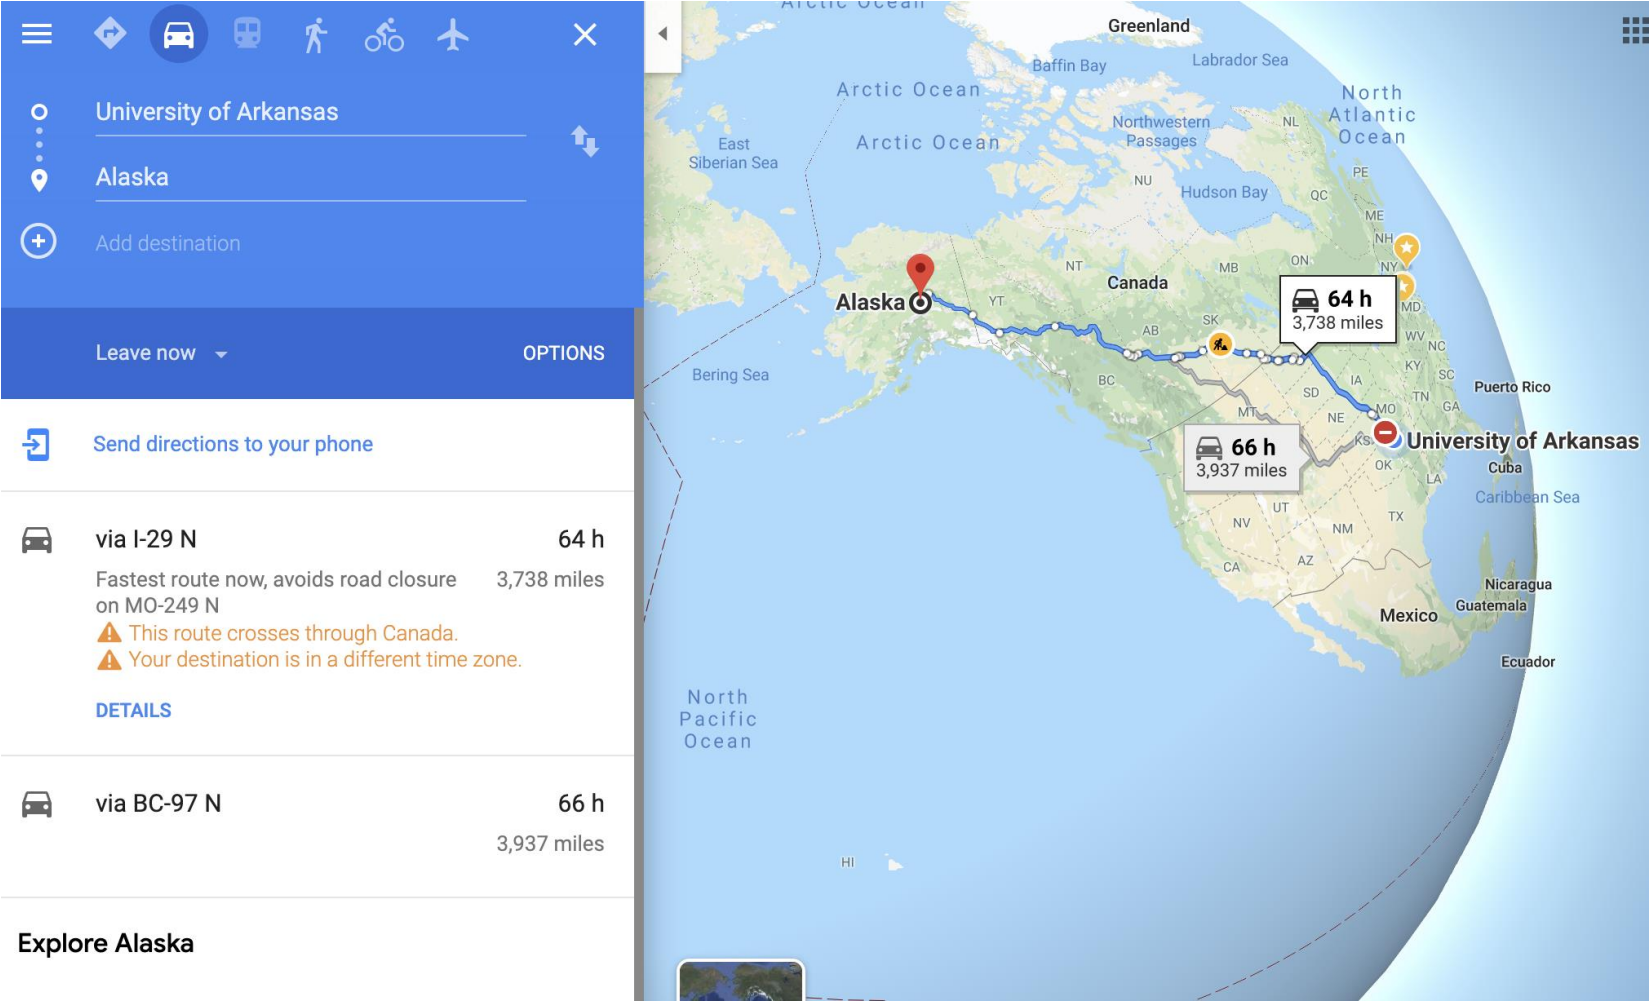 University of Arkansas
Alaska
Add destination
Leave now
OPTIONS
Send directions to your phone
via I-29 N
64 h
Fastest route now, avoids road closure
3,738 miles
on MO-249 N
This route crosses through Canada.
Your destination is in a different time zone.
DETAILS
via BC-97 N
66 h
3,937 miles
Explore Alaska
Arctic Ocean
Greenland
Baffin Bay
Labrador Sea
Arctic Ocean
North
Atlantic
Ocean
Northwestern
Passages
NL
East
Siberian Sea
Arctic Ocean
PE
NU
Hudson Bay
QC
ME
NH
NY
ON
MB
NT
Canada
YT
Alaska
64 h
3,738 miles
MD
SK
AB
WV
NC
KY
SC
Bering Sea
BC
IA
SD
TN
GA
Puerto Rico
MT
NE
MO
KS
University of Arkansas
66 h
3,937 miles
OK
Cuba
LA
Caribbean Sea
UT
NV
NM
TX
CA
AZ
Nicaragua
Guatemala
Mexico
Ecuador
North
Pacific
Ocean
HI